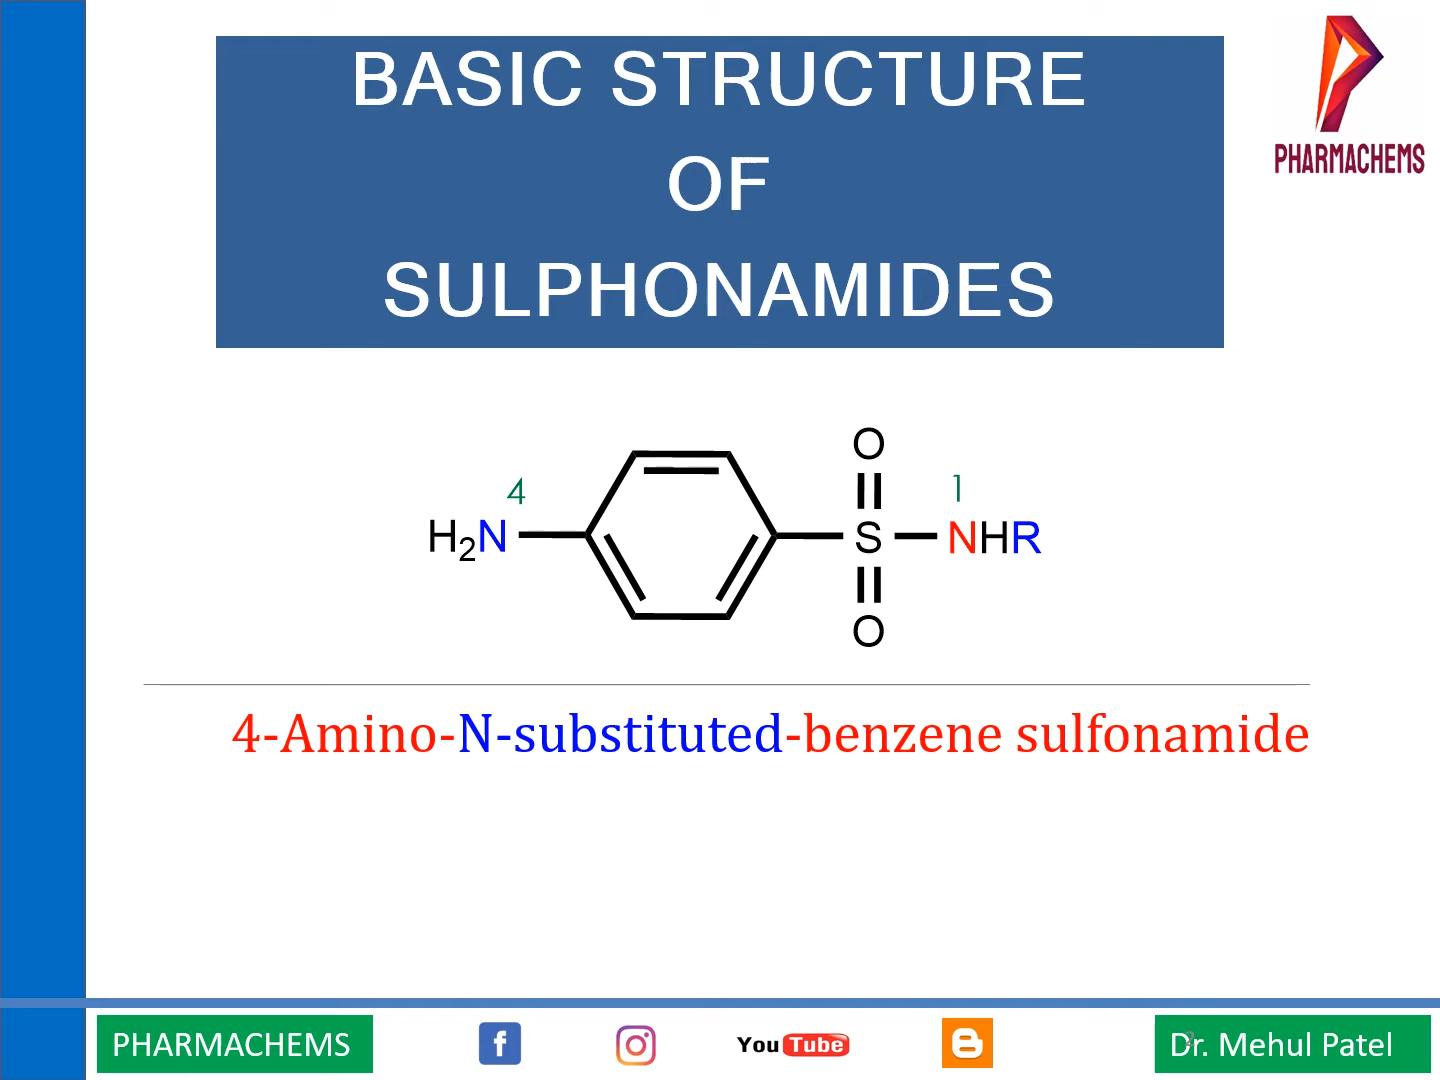 BASIC STRUCTURE
OF
SULPHONAMIDES
PHARMACHEMS
O
4
1
H2N
S
NHR
O
4-Amino-N-substituted-benzene sulfonamide
PHARMACHEMS
f
You Tube
B
Dr. Mehul Patel
2